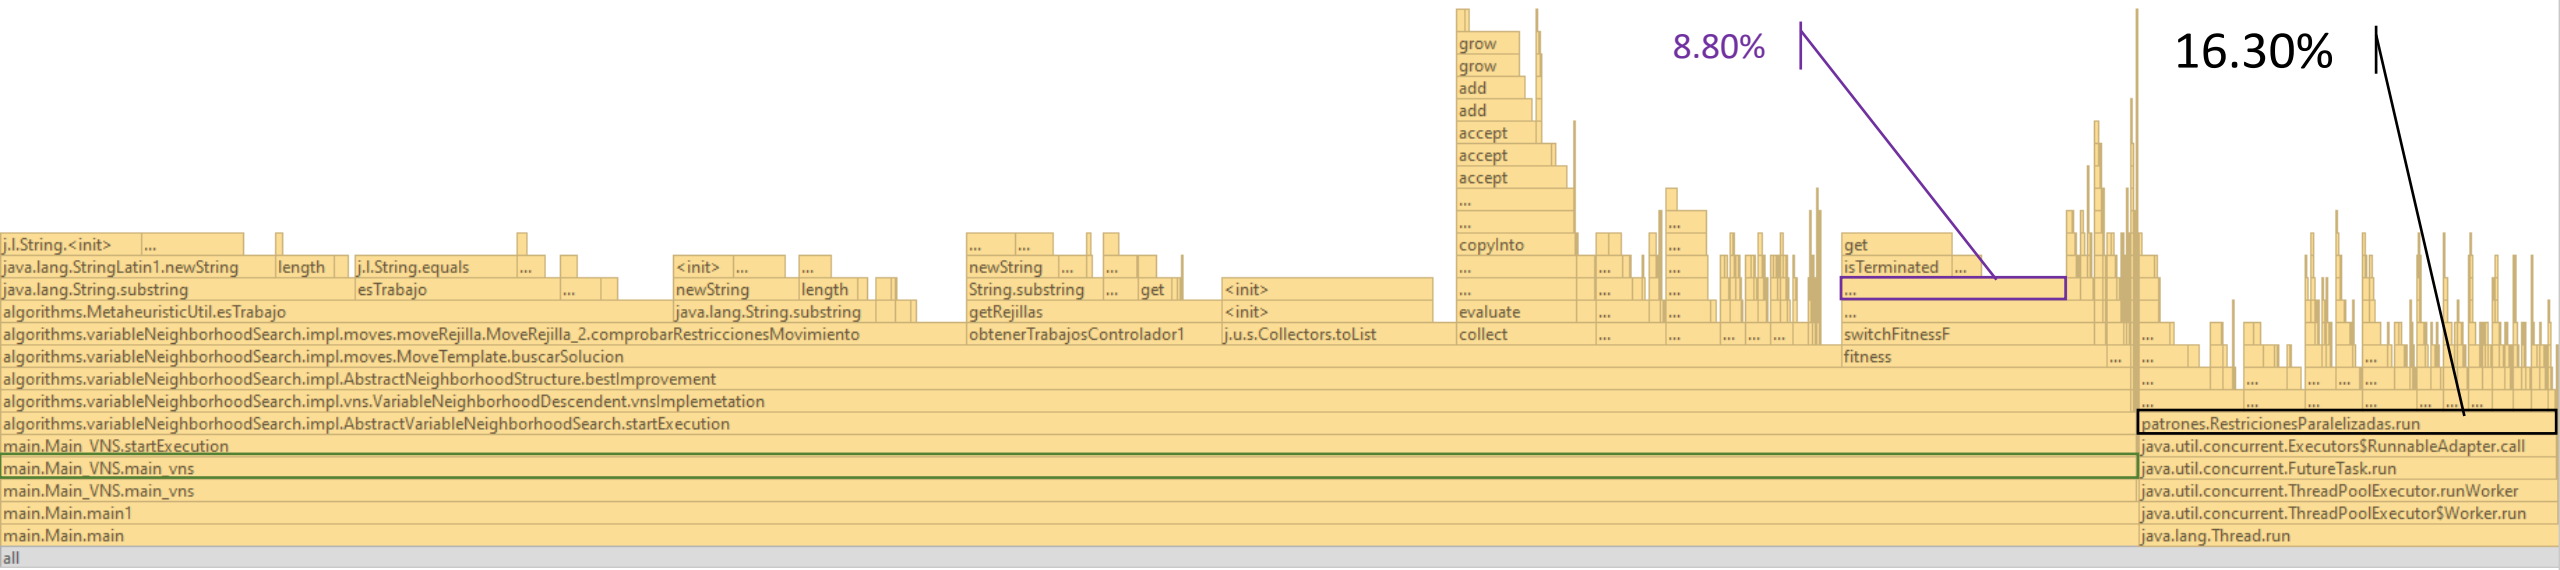 8.80%
16.30%
grow
grow
add
add
accept
accept
accept
...
...
...
j.l.String.<init> ... ... ... copyInto ... get
java.lang.StringLatin1.newString length j.l.String.equals ... <init> ... ... newString ... ... ... ... ... isTerminated ...
java.lang.String.substring esTrabajo ... newString length String.substring ... get <init> ... ... ... ...
algorithms.MetaheuristicUtil.esTrabajo java.lang.String.substring getRejillas <init> evaluate ... ... ...
algorithms.variableNeighborhoodSearch.impl.moves.moveRejilla.MoveRejilla_2.comprobarRestriccionesMovimiento obtenerTrabajosControlador1 j.u.s.Collectors.toList collect ... ... ... ... ... switchFitnessF ...
algorithms.variableNeighborhoodSearch.impl.moves.MoveTemplate.buscarSolucion fitness ... ... ...
algorithms.variableNeighborhoodSearch.impl.AbstractNeighborhoodStructure.bestImprovement ... ... ... ... ...
algorithms.variableNeighborhoodSearch.impl.vns.VariableNeighborhoodDescendent.vnsImplemetation ... ... ... ... ... ... ...
algorithms.variableNeighborhoodSearch.impl.AbstractVariableNeighborhoodSearch.startExecution patrones.RestricionesParalelizadas.run
main.Main_VNS.startExecution java.util.concurrent.Executors$RunnableAdapter.call
main.Main_VNS.main_vns java.util.concurrent.FutureTask.run
main.Main_VNS.main_vns java.util.concurrent.ThreadPoolExecutor.runWorker
main.Main.main1 java.util.concurrent.ThreadPoolExecutor$Worker.run
main.Main.main java.lang.Thread.run
all